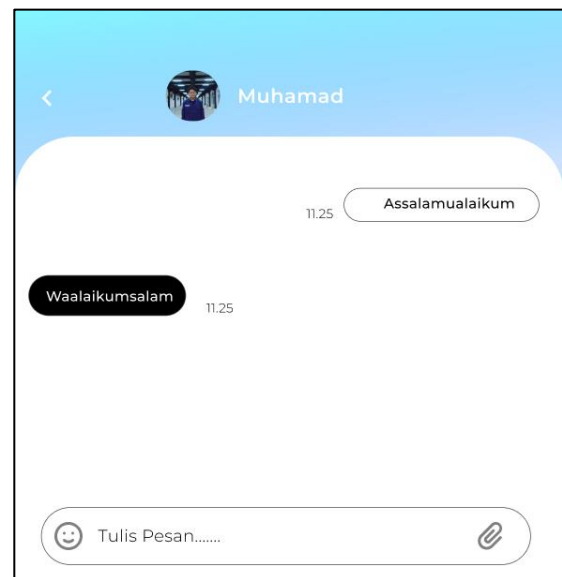 Muhamad
Assalamualaikum
11.25
Waalaikumsalam
11.25
Tulis Pesan.......